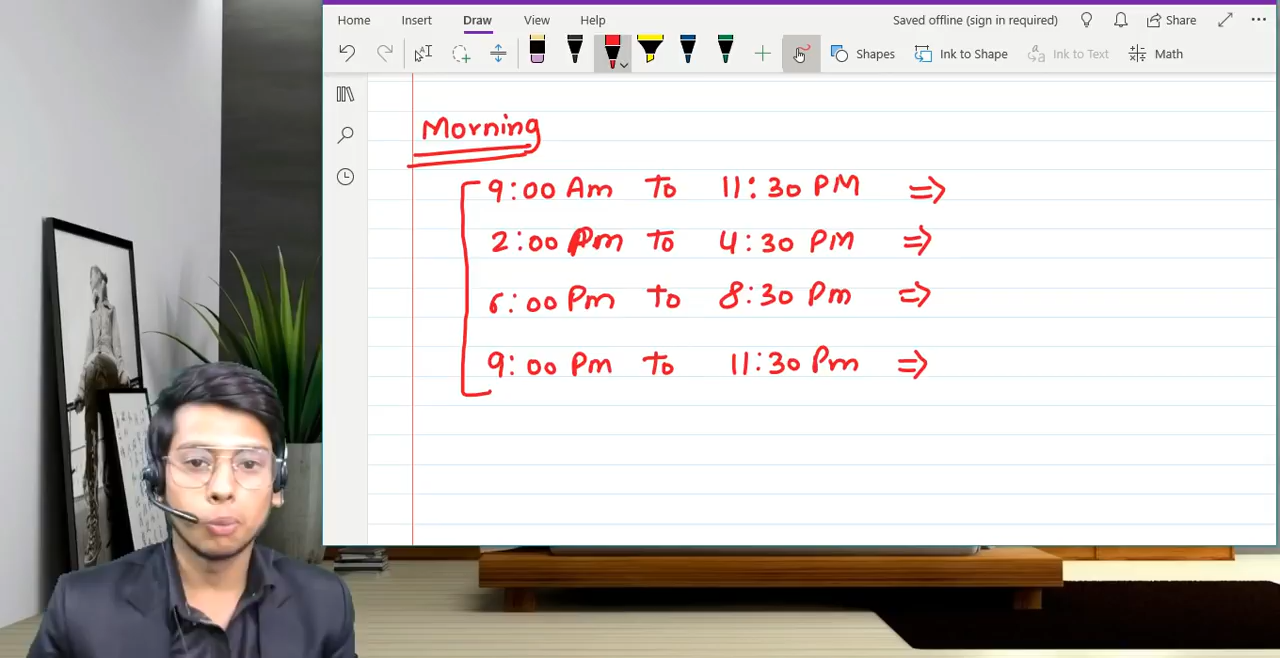 Home Insert Draw View Help Saved offline (sign in required) Share
Ink to Shape Ink to Text Math Shapes
Morning
9:00 Am To 11:30 PM ⇒
2:00 Pm To 4:30 PM ⇒
6:00 Pm To 8:30 Pm ⇒
9:00 Pm To 11:30 Pm ⇒